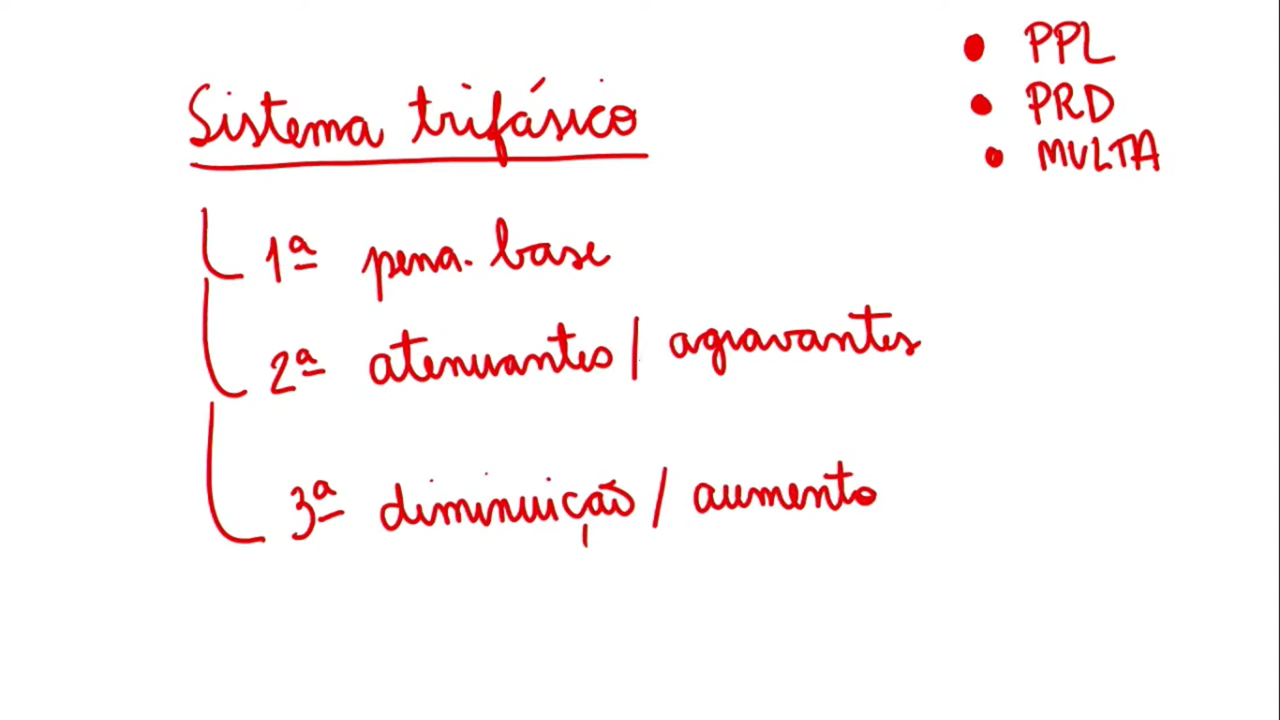 • PPL
• PRD
• MULTA
Sistema trifásico
1ª pena-base
2ª atenuantes / agravantes
3ª diminuição / aumento